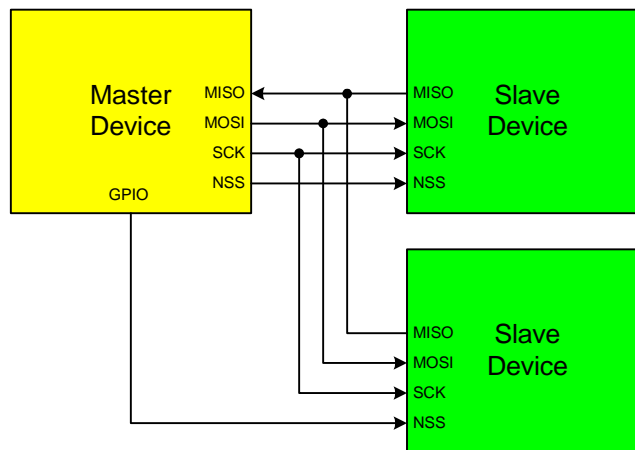 Master
Device
MISO
MOSI
SCK
NSS
GPIO
MISO
MOSI
SCK
NSS
Slave
Device
MISO
MOSI
SCK
NSS
Slave
Device